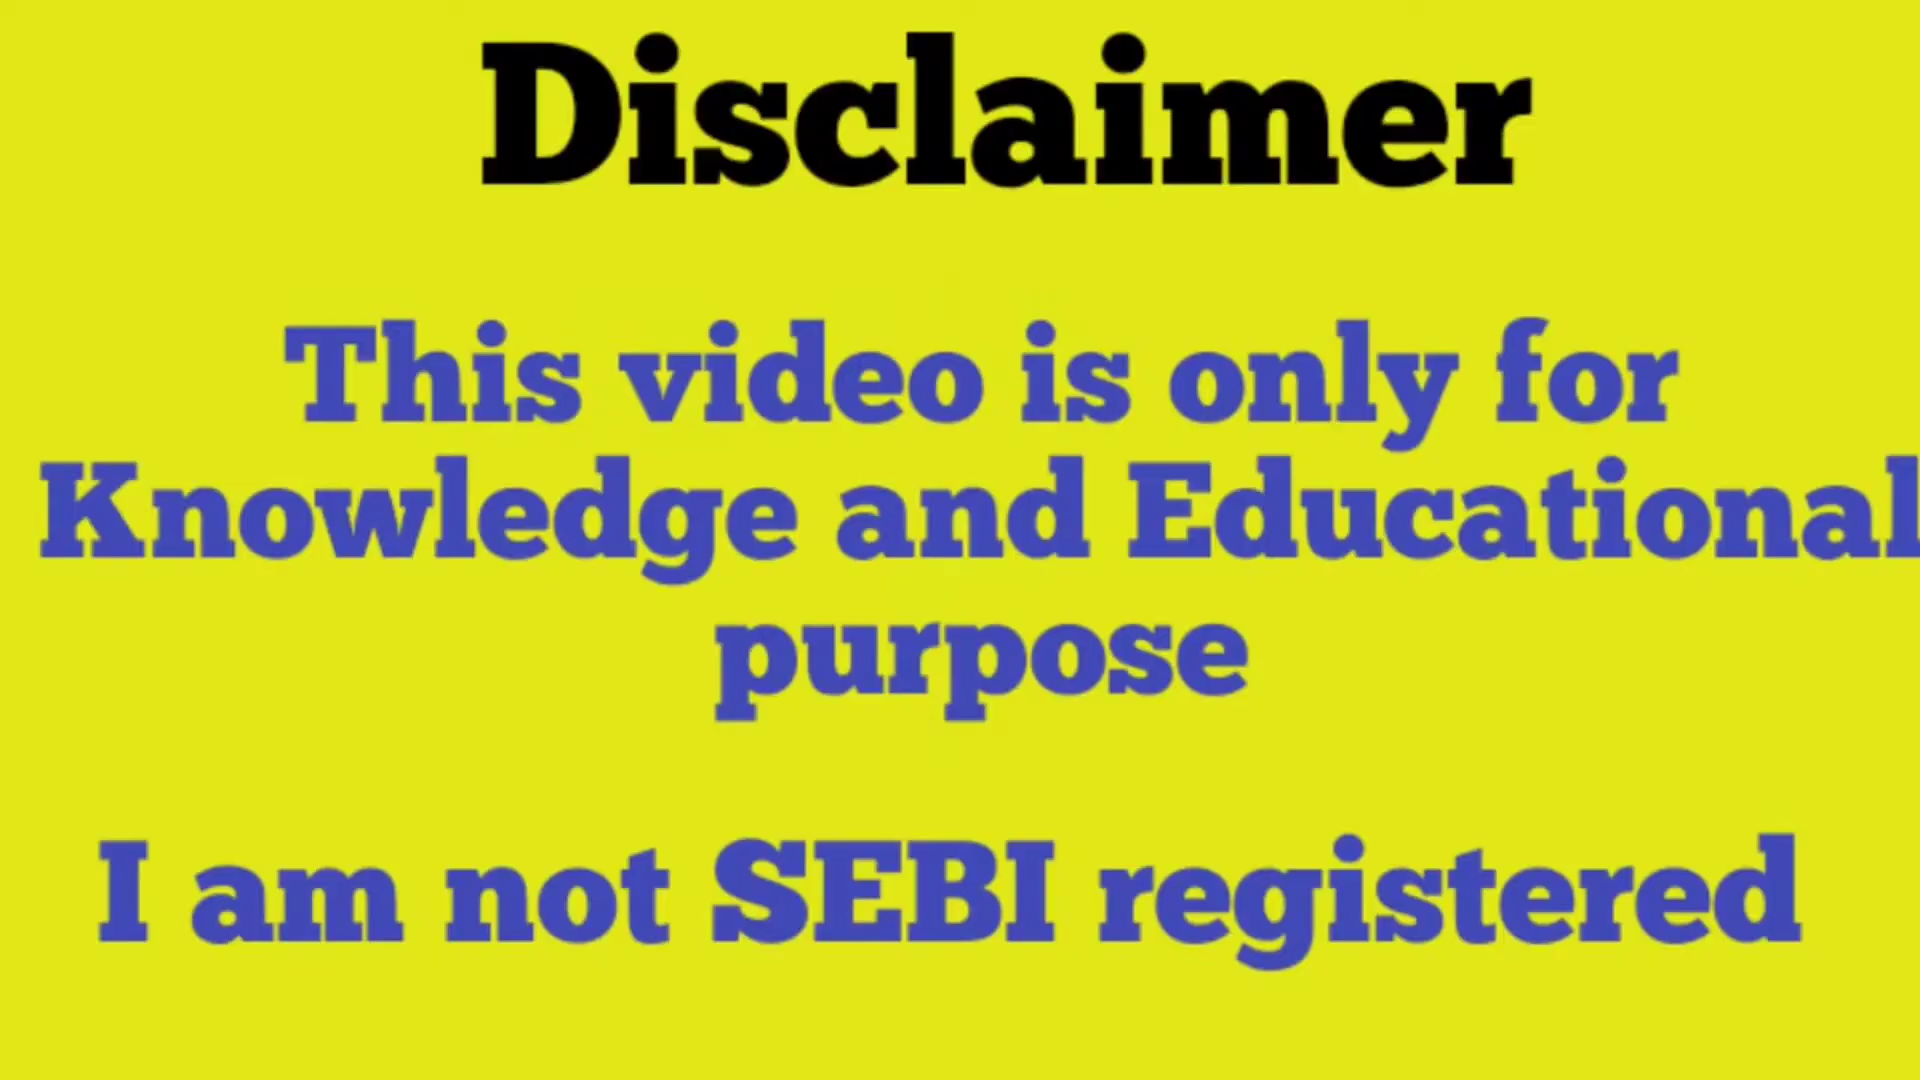 Disclaimer
This video is only for
Knowledge and Educational
purpose
I am not SEBI registered